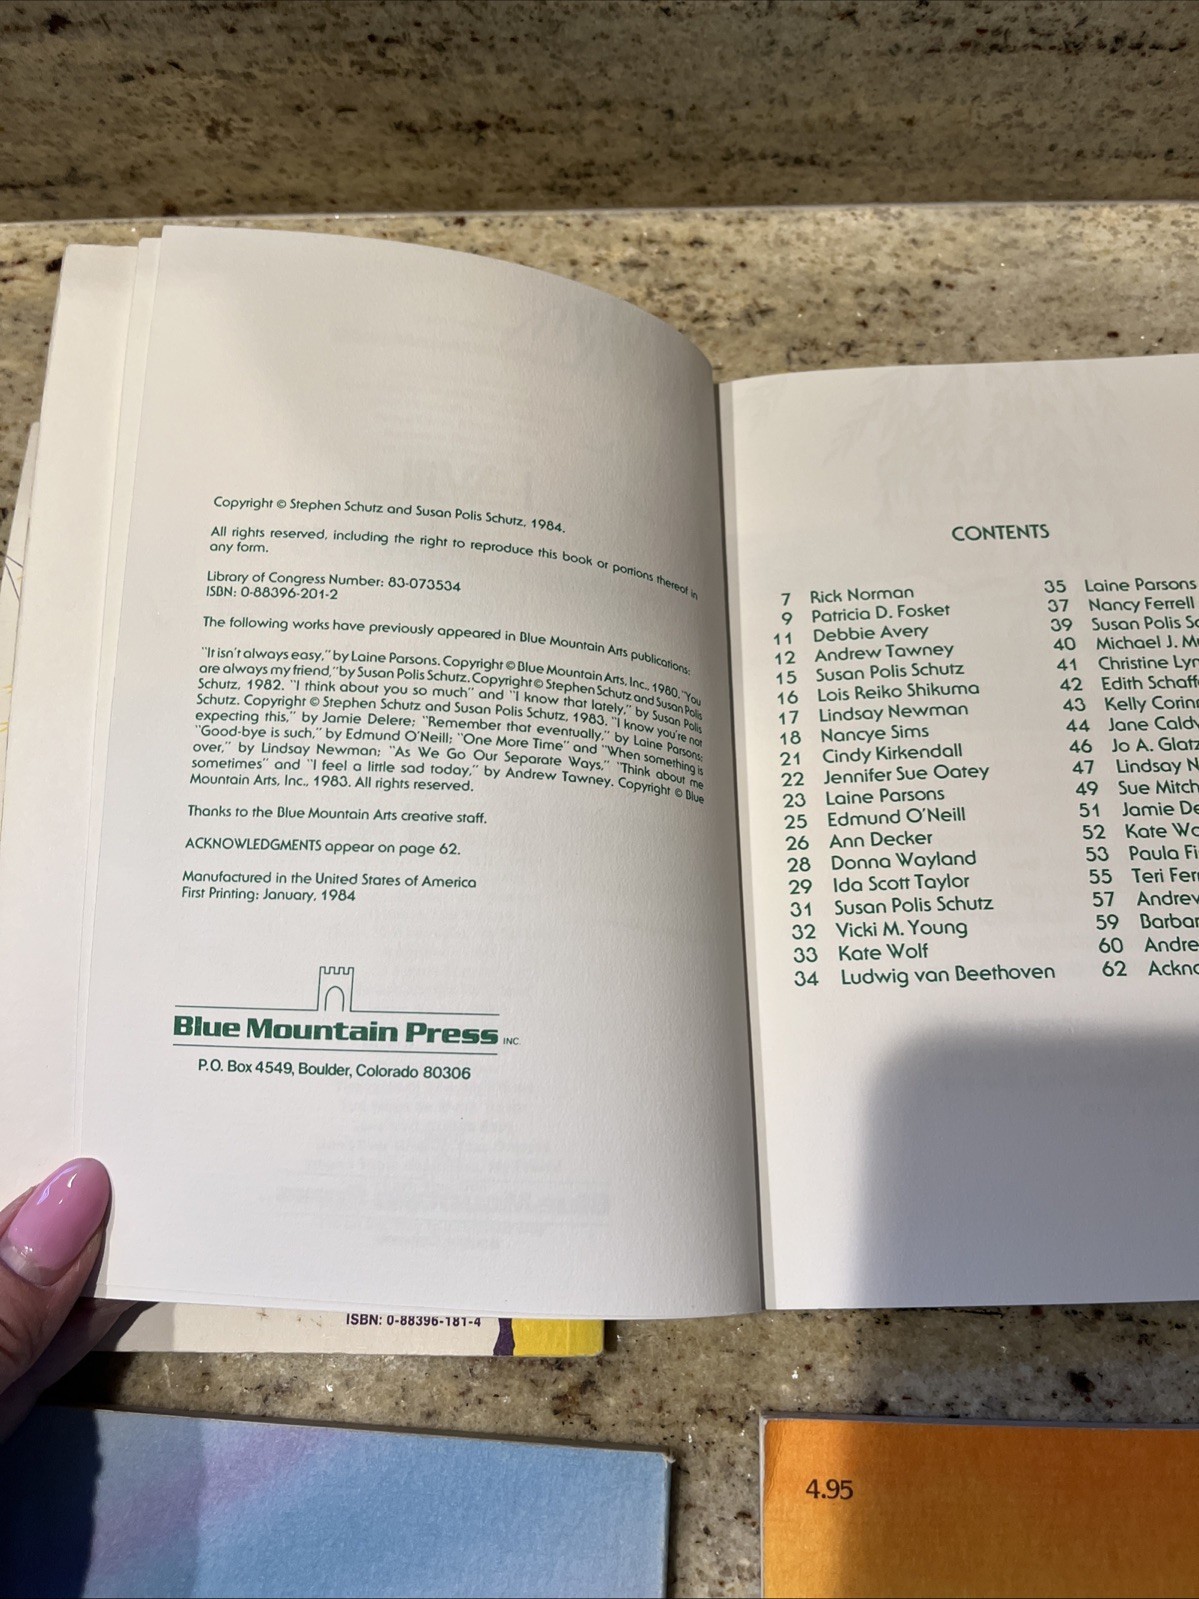 Copyright © Stephen Schutz and Susan Polis Schutz, 1984.
All rights reserved, including the right to reproduce this book or portions thereof in
any form.
Library of Congress Number: 83-073534
ISBN: 0-88396-201-2
The following works have previously appeared in Blue Mountain Arts publications:
"It isn't always easy," by Laine Parsons. Copyright © Blue Mountain Arts, Inc., 1980. "You
are always my friend," by Susan Polis Schutz. Copyright © Stephen Schutz and Susan Polis
Schutz, 1982. "I think about you so much" and "I know that lately," by Susan Polis
Schutz. Copyright © Stephen Schutz and Susan Polis Schutz, 1983. "I know you're not
expecting this," by Jamie Delere; "Remember that eventually," by Laine Parsons;
"Good-bye is such," by Edmund O'Neill; "One More Time" and "When something is
over," by Lindsay Newman; "As We Go Our Separate Ways," "Think about me
sometimes" and "I feel a little sad today," by Andrew Tawney. Copyright © Blue
Mountain Arts, Inc., 1983. All rights reserved.
Thanks to the Blue Mountain Arts creative staff.
ACKNOWLEDGMENTS appear on page 62.
Manufactured in the United States of America
First Printing: January, 1984
Blue Mountain Press INC.
P.O. Box 4549, Boulder, Colorado 80306
CONTENTS
7 Rick Norman
9 Patricia D. Fosket
11 Debbie Avery
12 Andrew Tawney
15 Susan Polis Schutz
16 Lois Reiko Shikuma
17 Lindsay Newman
18 Nancye Sims
21 Cindy Kirkendall
22 Jennifer Sue Oatey
23 Laine Parsons
25 Edmund O'Neill
26 Ann Decker
28 Donna Wayland
29 Ida Scott Taylor
31 Susan Polis Schutz
32 Vicki M. Young
33 Kate Wolf
34 Ludwig van Beethoven
35 Laine Parsons
37 Nancy Ferrell
39 Susan Polis Sc
40 Michael J. M
41 Christine Lyn
42 Edith Schaff
43 Kelly Corin
44 Jane Caldw
46 Jo A. Glatz
47 Lindsay N
49 Sue Mitch
51 Jamie De
52 Kate Wo
53 Paula Fi
55 Teri Fer
57 Andrew
59 Barbar
60 Andre
62 Ackno
ISBN: 0-88396-181-4
4.95